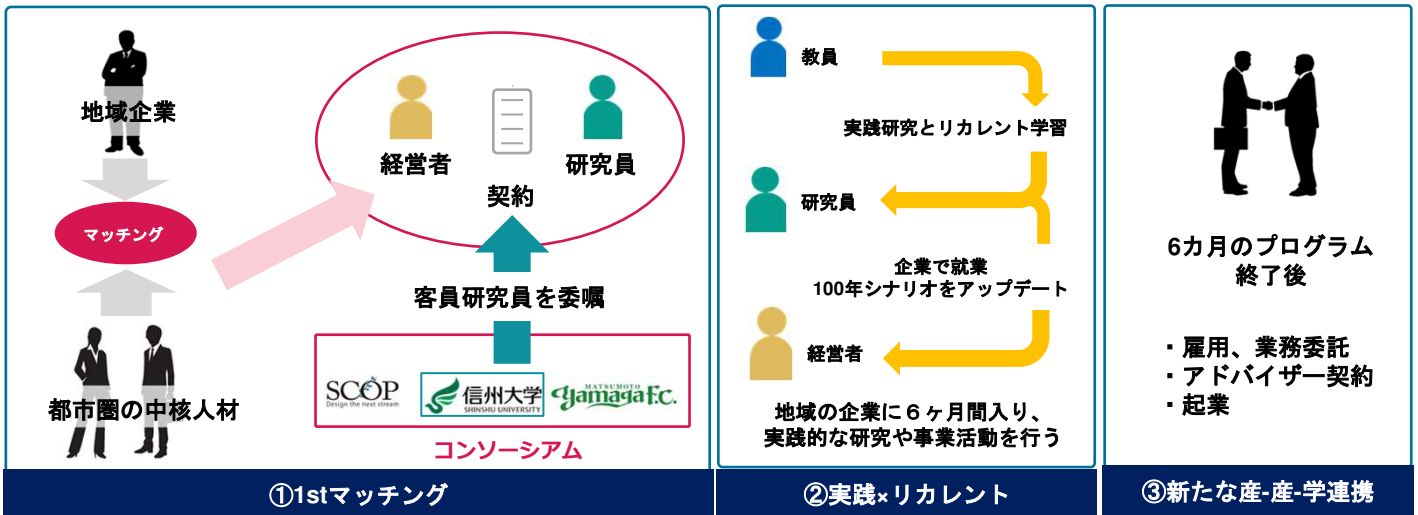 地域企業
マッチング
都市圏の中核人材
経営者
研究員
契約
客員研究員を委嘱
SCOP
Design the next stream
信州大学
SHINSHU UNIVERSITY
MATSUMOTO
yamaga F.C.
コンソーシアム
①1stマッチング
教員
実践研究とリカレント学習
研究員
企業で就業
100年シナリオをアップデート
経営者
地域の企業に６ヶ月間入り、
実践的な研究や事業活動を行う
②実践×リカレント
6カ月のプログラム
終了後
・雇用、業務委託
・アドバイザー契約
・起業
③新たな産-産-学連携